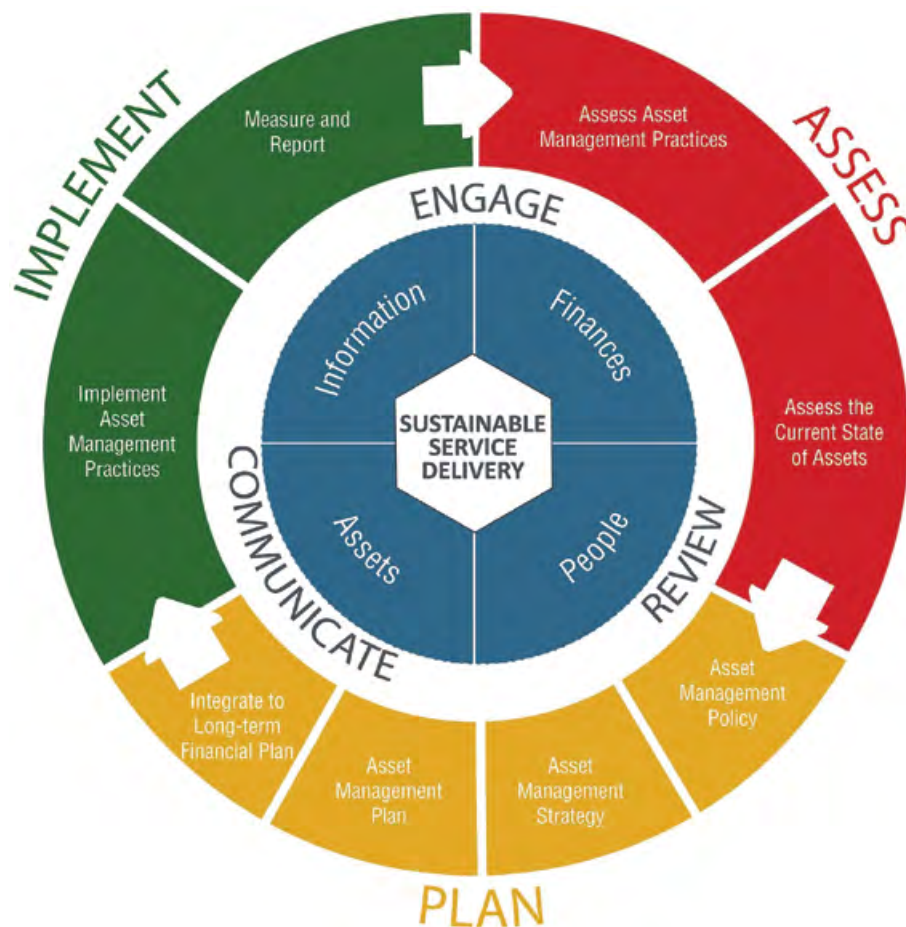 IMPLEMENT
Measure and
Report
Assess Asset
Management Practices
ASSESS
ENGAGE
Information
Finances
Implement
Asset
Management
Practices
SUSTAINABLE
SERVICE
DELIVERY
Assess the
Current State
of Assets
COMMUNICATE
Assets
People
REVIEW
Integrate to
Long-term
Financial Plan
Asset
Management
Plan
Asset
Management
Strategy
Asset
Management
Policy
PLAN